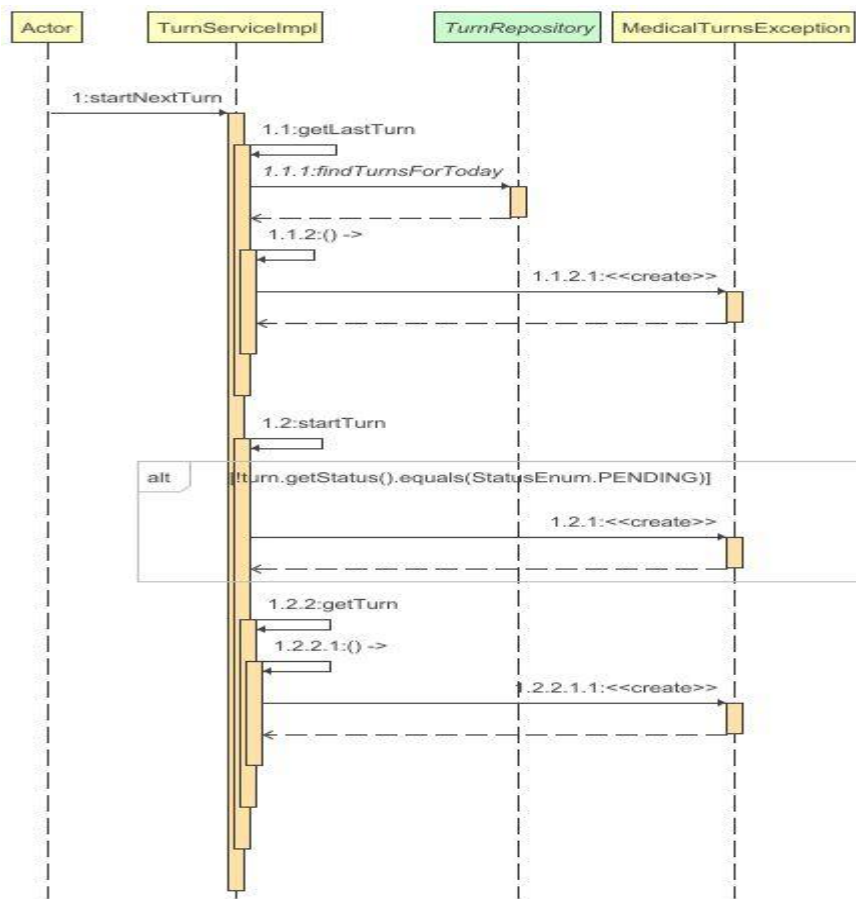 Actor TurnServiceImpl TurnRepository MedicalTurnsException
1:startNextTurn
1.1:getLastTurn
1.1.1:findTurnsForToday
1.1.2:() ->
1.1.2.1:<<create>>
1.2:startTurn
alt [!turn.getStatus().equals(StatusEnum.PENDING)]
1.2.1:<<create>>
1.2.2:getTurn
1.2.2.1:() ->
1.2.2.1.1:<<create>>